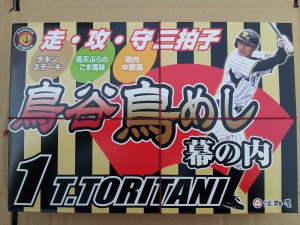 走・攻・守 三拍子
チキン
ステーキ
鳥天ぷらの
ごま風味
鶏肉
中華風
鳥谷 鳥めし
幕の内
1 T.TORITANI